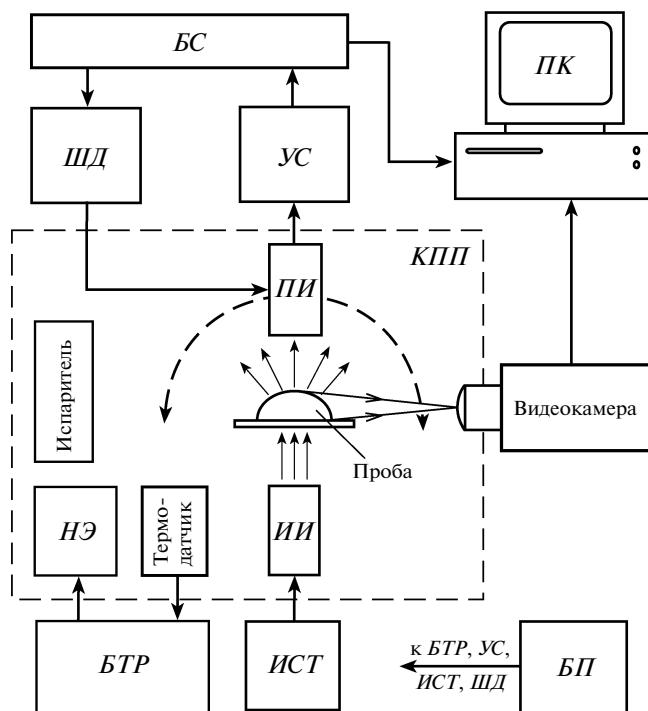 БС
ПК
ШД
УС
КПП
ПИ
Испаритель
Видеокамера
Проба
НЭ
Термо-
датчик
ИИ
БТР
ИСТ
к БТР, УС,
ИСТ, ШД
БП